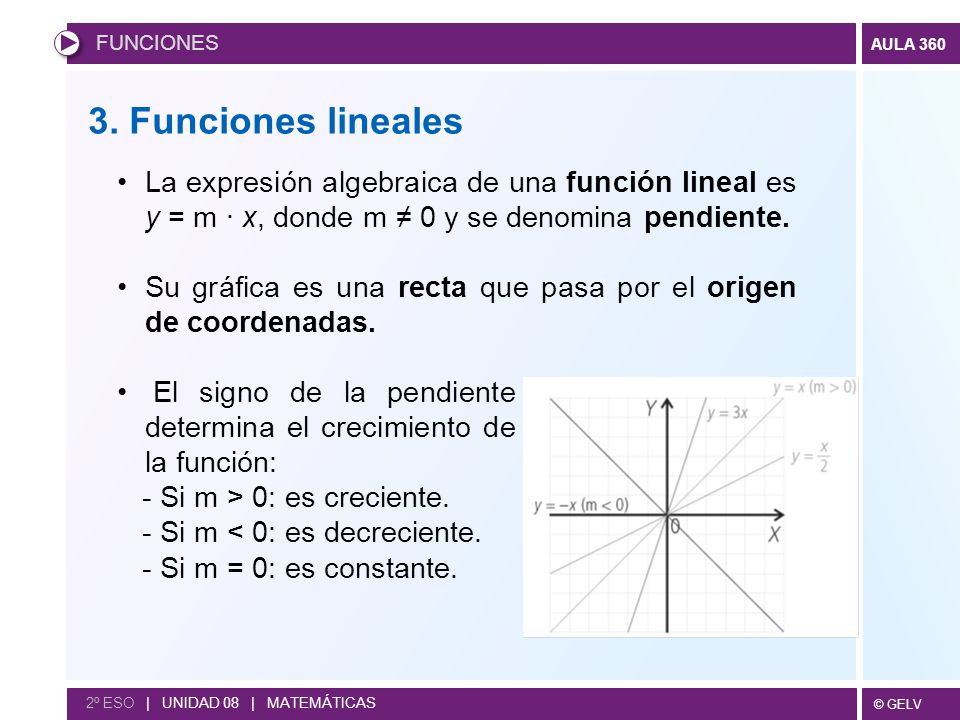 FUNCIONES
AULA 360
3. Funciones lineales
• La expresión algebraica de una función lineal es
y = m · x, donde m ≠ 0 y se denomina pendiente.
• Su gráfica es una recta que pasa por el origen
de coordenadas.
• El signo de la pendiente
determina el crecimiento de
la función:
- Si m > 0: es creciente.
- Si m < 0: es decreciente.
- Si m = 0: es constante.
y = x (m > 0)
Y
y = 3x
y = x/2
y = −x (m < 0)
0
X
2º ESO | UNIDAD 08 | MATEMÁTICAS
© GELV